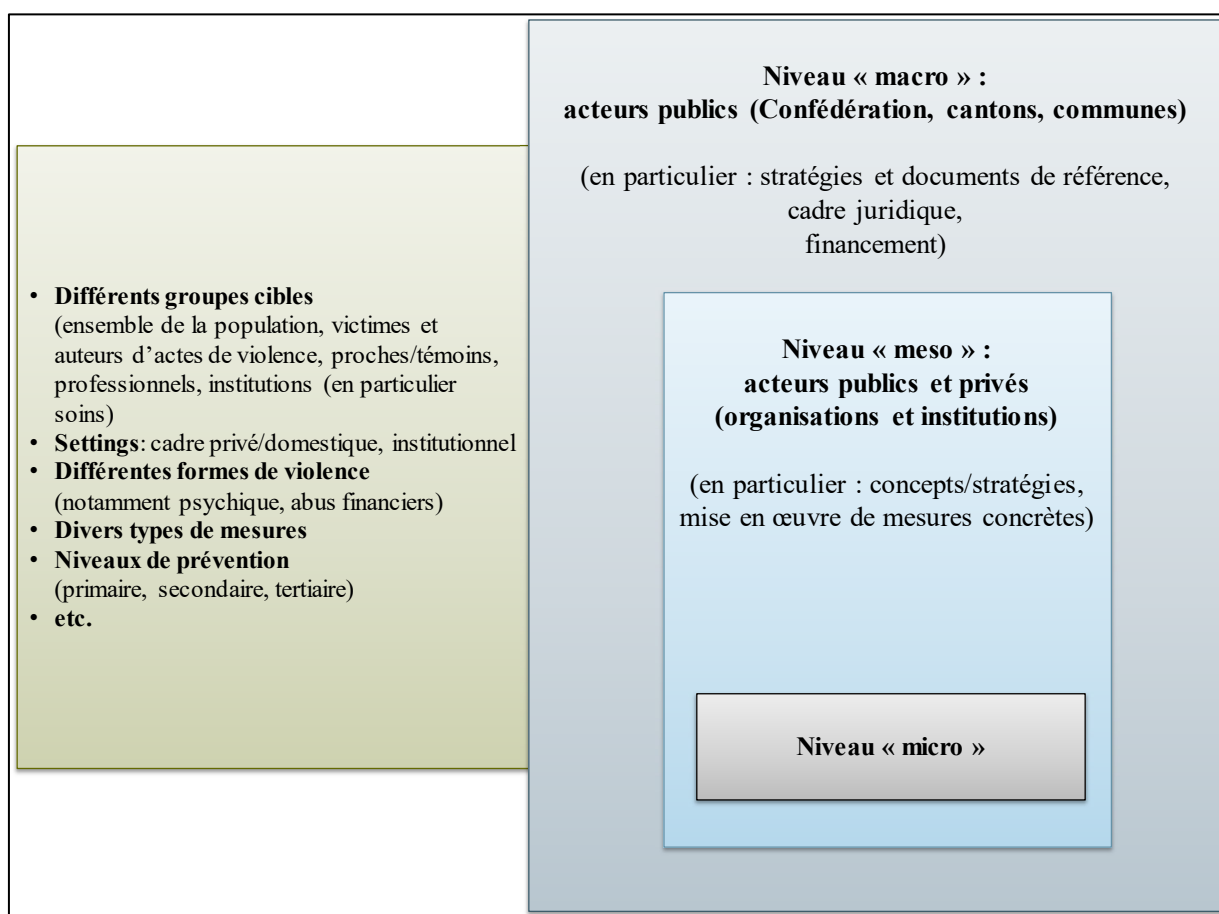 • Différents groupes cibles
(ensemble de la population, victimes et
auteurs d’actes de violence, proches/témoins,
professionnels, institutions (en particulier
soins)
• Settings: cadre privé/domestique, institutionnel
• Différentes formes de violence
(notamment psychique, abus financiers)
• Divers types de mesures
• Niveaux de prévention
(primaire, secondaire, tertiaire)
• etc.
Niveau « macro » :
acteurs publics (Confédération, cantons, communes)
(en particulier : stratégies et documents de référence,
cadre juridique,
financement)
Niveau « meso » :
acteurs publics et privés
(organisations et institutions)
(en particulier : concepts/stratégies,
mise en œuvre de mesures concrètes)
Niveau « micro »